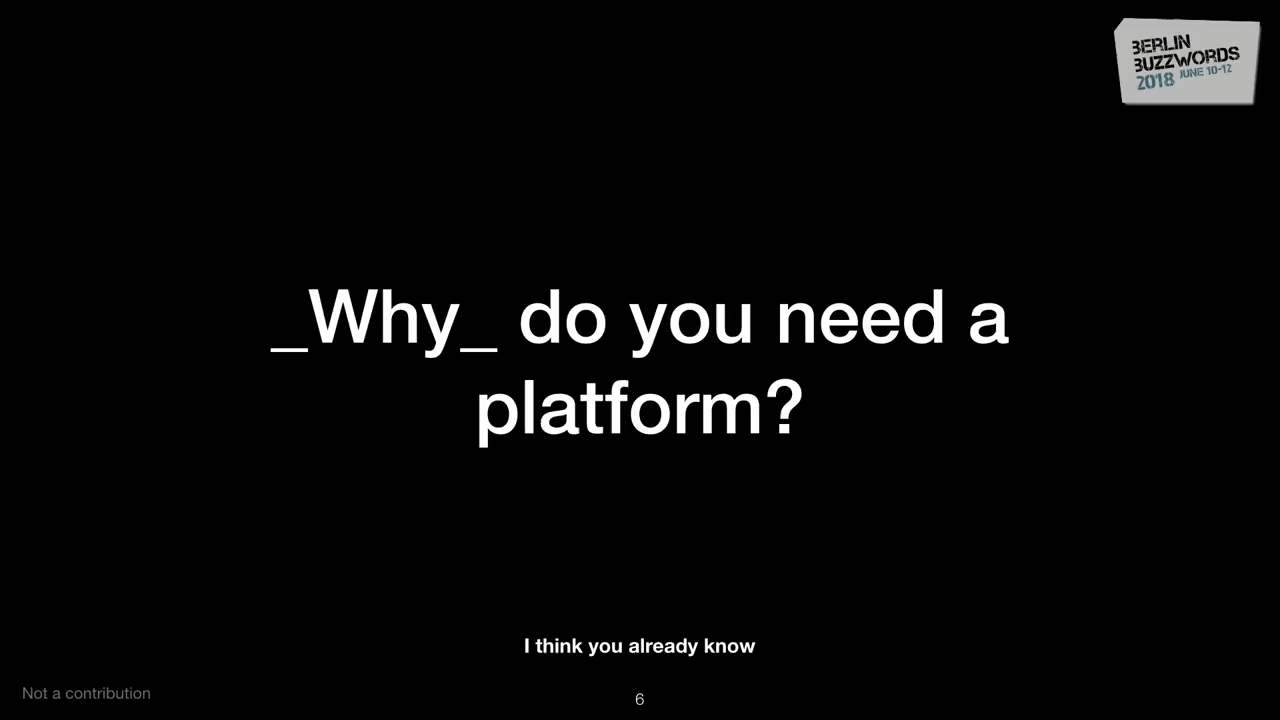 BERLIN
BUZZWORDS
2018 JUNE 10-12
_Why_ do you need a
platform?
I think you already know
Not a contribution
6